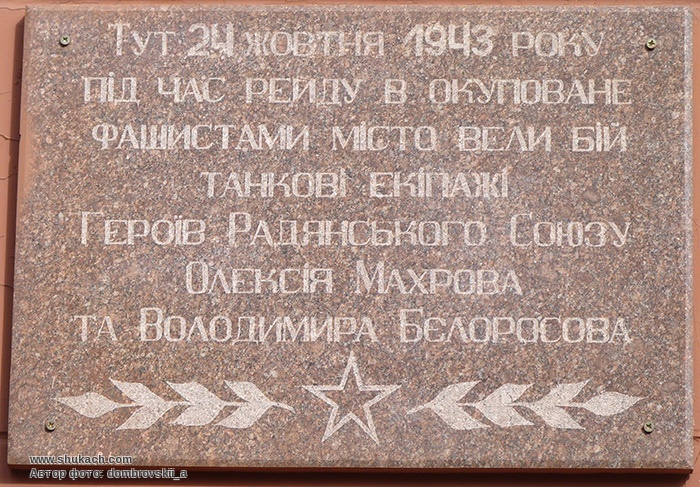 Тут 24 жовтня 1943 року
під час рейду в окуповане
фашистами місто вели бій
танкові екіпажі
Героїв Радянського Союзу
Олексія Махрова
та Володимира Бєлоросова
www.shukach.com
Автор фото: dombrovskii_a